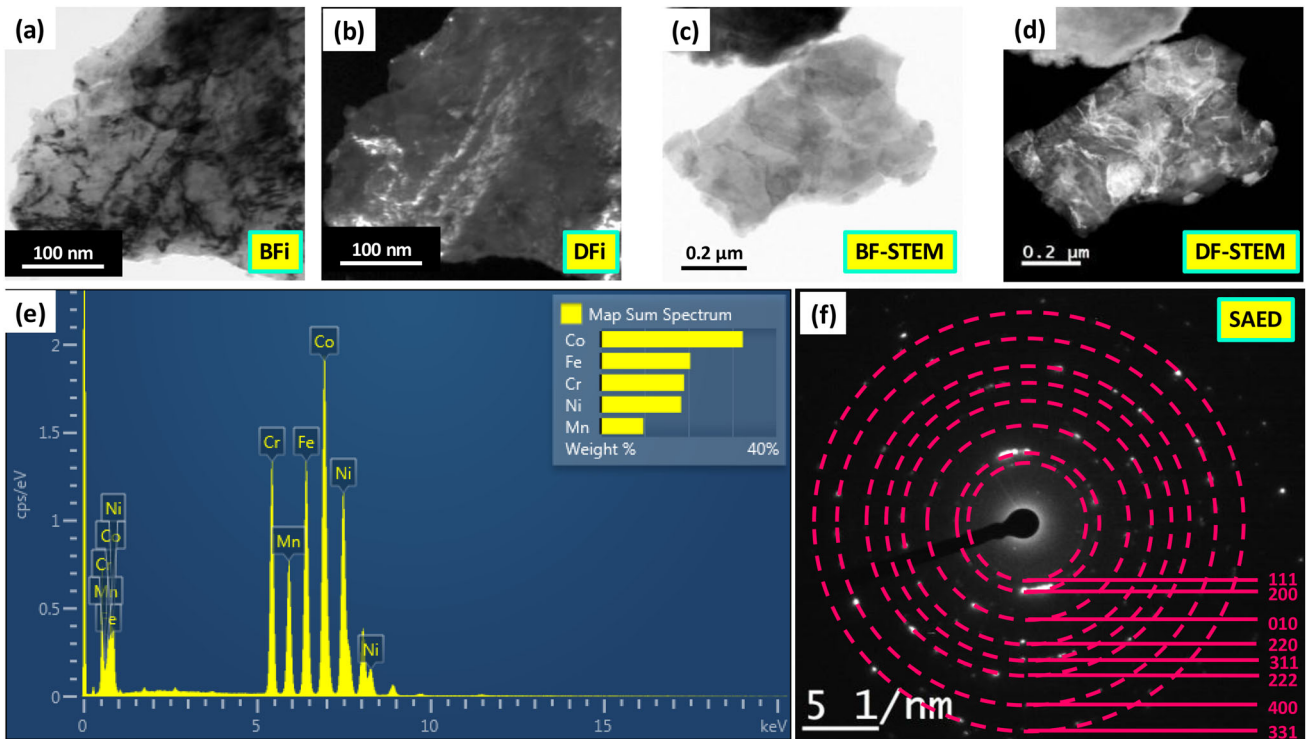 (a)
BFi
100 nm
(b)
DFi
100 nm
(c)
BF-STEM
0.2 μm
(d)
DF-STEM
0.2 μm
(e)
Map Sum Spectrum
Co
Fe
Cr
Ni
Mn
Weight % 40%
cps/eV
2
1.5
1
0.5
0
Co
Cr
Fe
Ni
Mn
Ni
Ni
Co
Cr
Mn
0 5 10 15 keV
(f)
SAED
111
200
010
220
311
222
400
331
5 1/nm